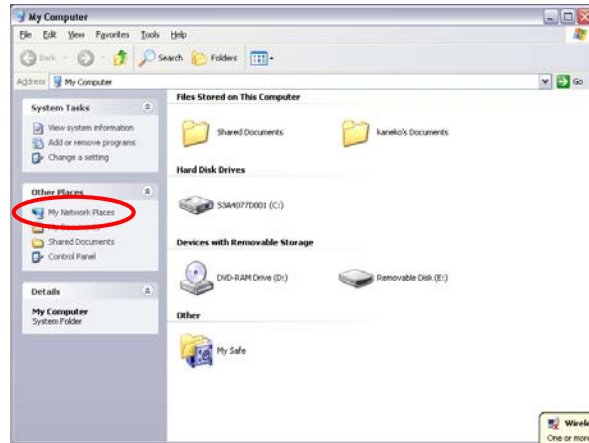 My Computer
File Edit View Favorites Tools Help
Back Search Folders
Address My Computer Go
System Tasks
View system information
Add or remove programs
Change a setting
Other Places
My Network Places
My Documents
Shared Documents
Control Panel
Details
My Computer
System Folder
Files Stored on This Computer
Shared Documents
kaneko's Documents
Hard Disk Drives
S3A4077D001 (C:)
Devices with Removable Storage
DVD-RAM Drive (D:)
Removable Disk (E:)
Other
My Safe
Wirele
One or more